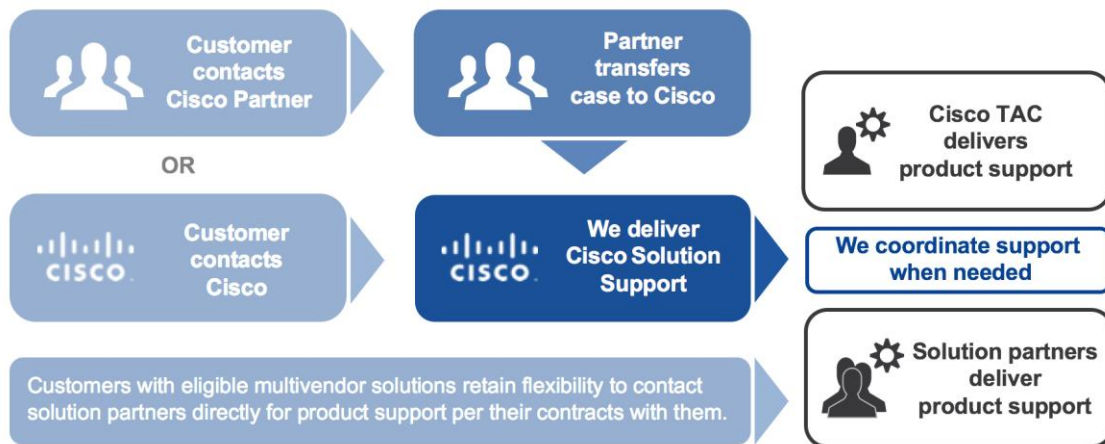 Customer
contacts
Cisco Partner
Partner
transfers
case to Cisco
OR
Customer
contacts
Cisco
CISCO
We deliver
Cisco Solution
Support
CISCO
Cisco TAC
delivers
product support
We coordinate support
when needed
Solution partners
deliver
product support
Customers with eligible multivendor solutions retain flexibility to contact
solution partners directly for product support per their contracts with them.